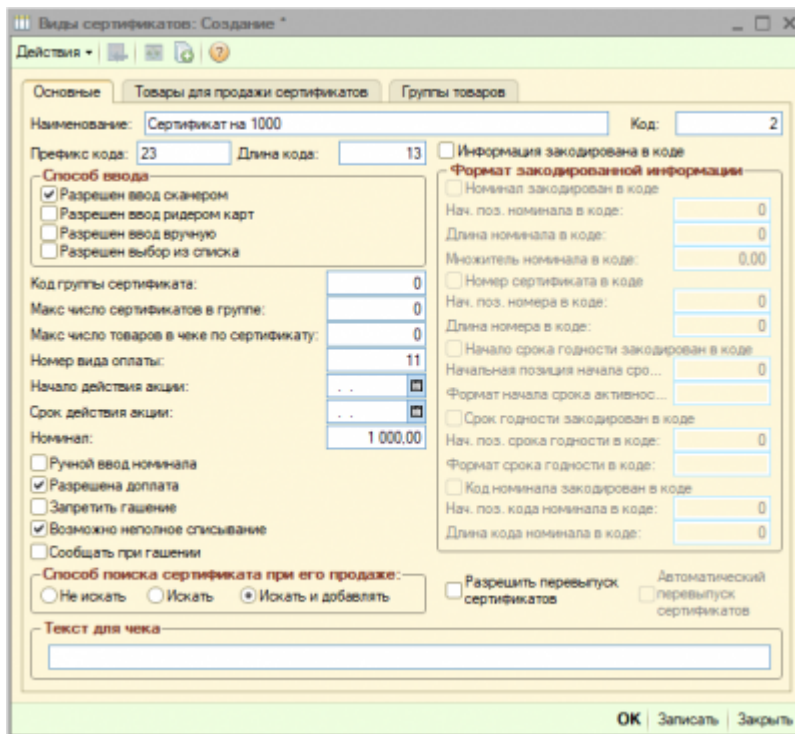 Виды сертификатов: Создание *
Действия
Основные
Товары для продажи сертификатов
Группы товаров
Наименование: Сертификат на 1000
Код: 2
Префикс кода: 23
Длина кода: 13
Информация закодирована в коде
Способ ввода
Разрешен ввод сканером
Разрешен ввод ридером карт
Разрешен ввод вручную
Разрешен выбор из списка
Код группы сертификата: 0
Макс число сертификатов в группе: 0
Макс число товаров в чеке по сертификату: 0
Номер вида оплаты: 11
Начало действия акции: . .
Срок действия акции: . .
Номинал: 1 000.00
Ручной ввод номинала
Разрешена доплата
Запретить гашение
Возможно неполное списывание
Сообщать при гашении
Формат закодированной информации
Номинал закодирован в коде
Нач. поз. номинала в коде: 0
Длина номинала в коде: 0
Множитель номинала в коде: 0,00
Номер сертификата в коде
Нач. поз. номера в коде: 0
Длина номера в коде: 0
Начало срока годности закодирован в коде
Начальная позиция начала сро... 0
Формат начала срока активнос...
Срок годности закодирован в коде
Нач. поз. срока годности в коде: 0
Формат срока годности в коде:
Код номинала закодирован в коде
Нач. поз. кода номинала в коде: 0
Длина кода номинала в коде: 0
Способ поиска сертификата при его продаже:
Не искать
Искать
Искать и добавлять
Разрешить перевыпуск
сертификатов
Автоматический
перевыпуск
сертификатов
Текст для чека
OK
Записать
Закрыть